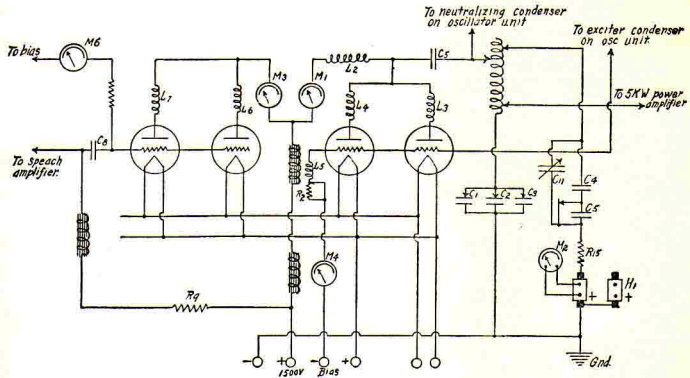 To neutralizing condenser
on oscillator unit
To exciter condenser
on osc unit.
To bias
M6
M3
M1
L2
C5
L7
L6
L4
L3
To 5KW power
amplifier
C8
To speach
amplifier.
L5
R2
C11
C4
C1
C2
C3
C5
M4
M2
R15
H1
+
+
R9
-
+
-
+
1500V
Bias
Gnd.